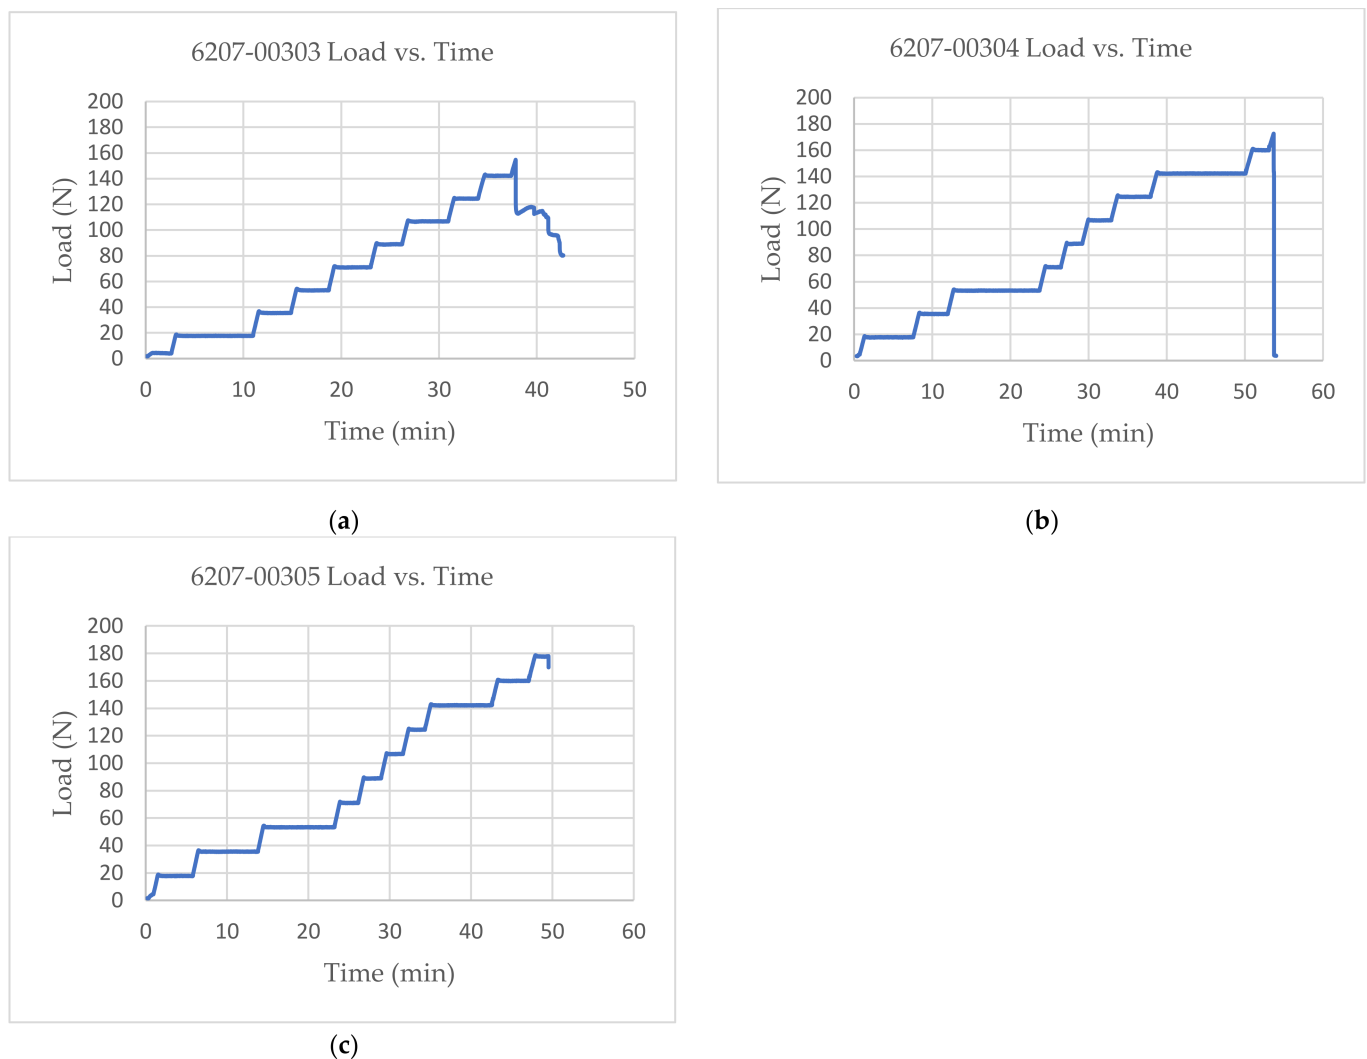 6207-00303 Load vs. Time
Load (N)
200
180
160
140
120
100
80
60
40
20
0
0 10 20 30 40 50
Time (min)
(a)
6207-00304 Load vs. Time
Load (N)
200
180
160
140
120
100
80
60
40
20
0
0 10 20 30 40 50 60
Time (min)
(b)
6207-00305 Load vs. Time
Load (N)
200
180
160
140
120
100
80
60
40
20
0
0 10 20 30 40 50 60
Time (min)
(c)